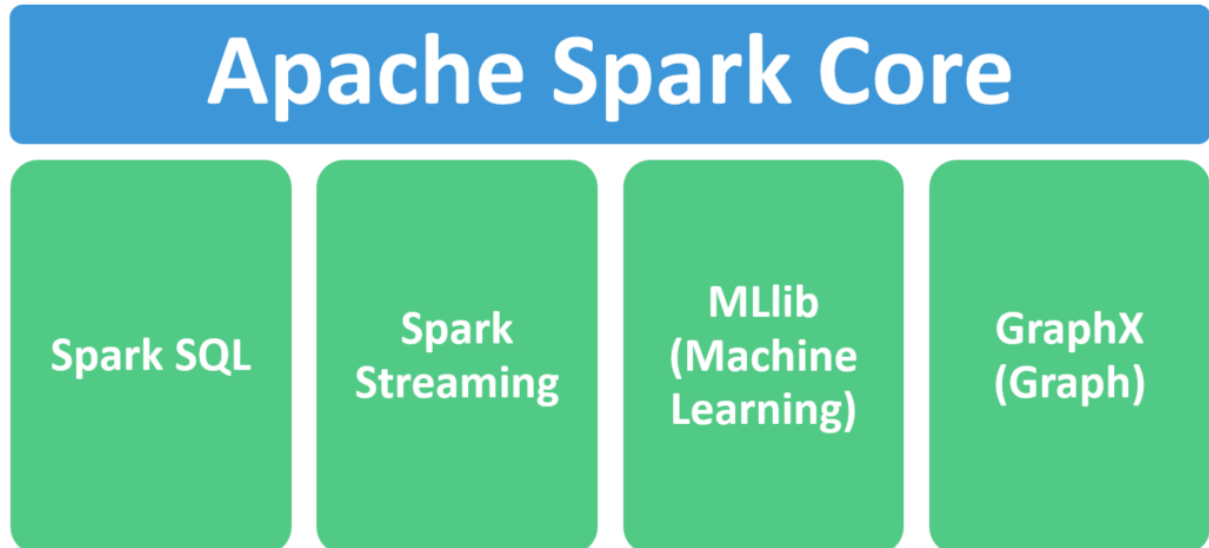 Apache Spark Core
Spark SQL
Spark
Streaming
MLlib
(Machine
Learning)
GraphX
(Graph)